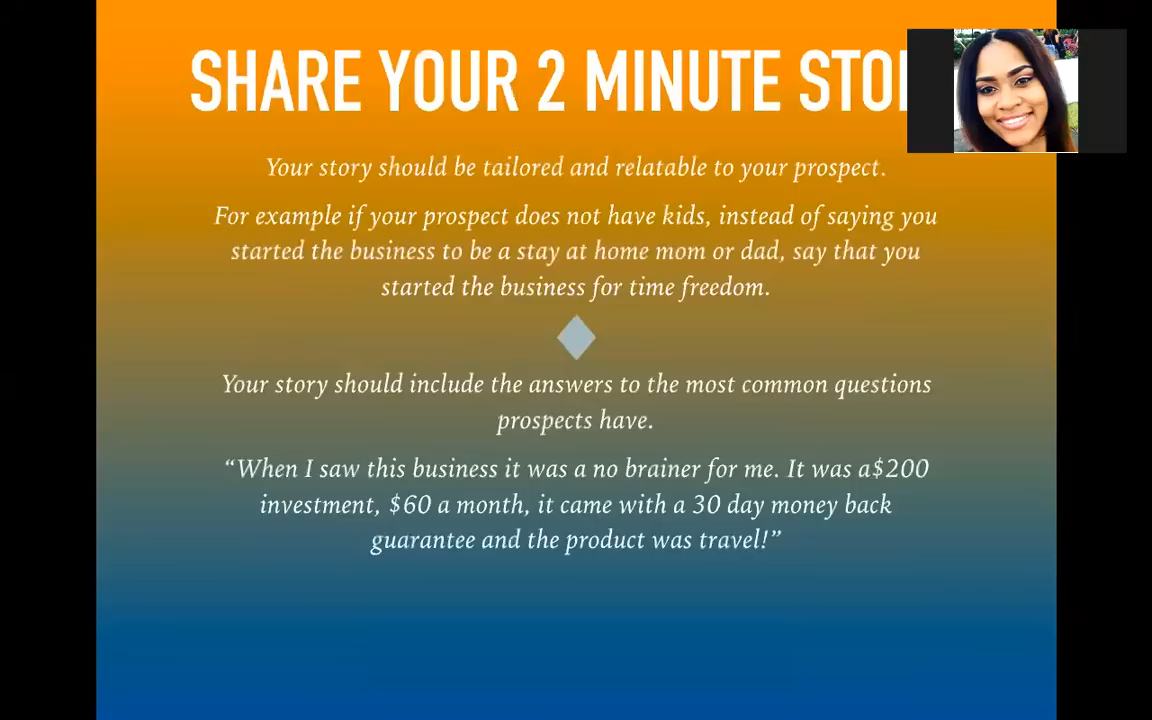 SHARE YOUR 2 MINUTE STO
Your story should be tailored and relatable to your prospect.
For example if your prospect does not have kids, instead of saying you
started the business to be a stay at home mom or dad, say that you
started the business for time freedom.
Your story should include the answers to the most common questions
prospects have.
“When I saw this business it was a no brainer for me. It was a$200
investment, $60 a month, it came with a 30 day money back
guarantee and the product was travel!”